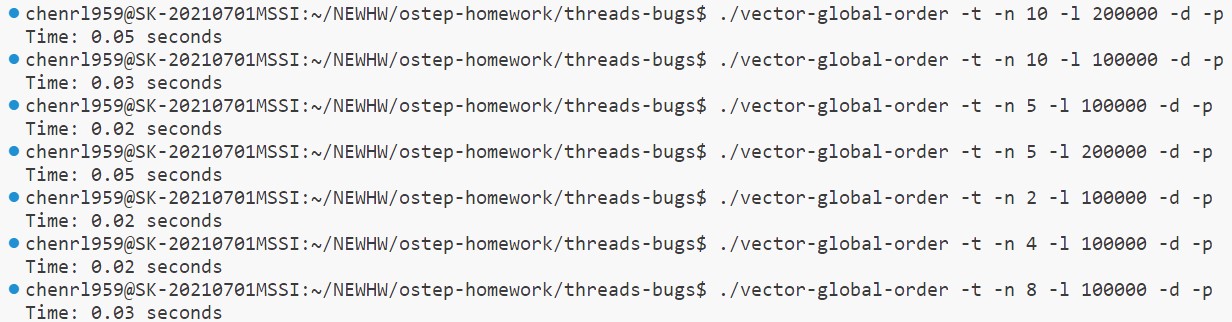 chenrl959@SK-20210701MSSI:~/NEWHW/ostep-homework/threads-bugs$ ./vector-global-order -t -n 10 -l 200000 -d -p
Time: 0.05 seconds
chenrl959@SK-20210701MSSI:~/NEWHW/ostep-homework/threads-bugs$ ./vector-global-order -t -n 10 -l 100000 -d -p
Time: 0.03 seconds
chenrl959@SK-20210701MSSI:~/NEWHW/ostep-homework/threads-bugs$ ./vector-global-order -t -n 5 -l 100000 -d -p
Time: 0.02 seconds
chenrl959@SK-20210701MSSI:~/NEWHW/ostep-homework/threads-bugs$ ./vector-global-order -t -n 5 -l 200000 -d -p
Time: 0.05 seconds
chenrl959@SK-20210701MSSI:~/NEWHW/ostep-homework/threads-bugs$ ./vector-global-order -t -n 2 -l 100000 -d -p
Time: 0.02 seconds
chenrl959@SK-20210701MSSI:~/NEWHW/ostep-homework/threads-bugs$ ./vector-global-order -t -n 4 -l 100000 -d -p
Time: 0.02 seconds
chenrl959@SK-20210701MSSI:~/NEWHW/ostep-homework/threads-bugs$ ./vector-global-order -t -n 8 -l 100000 -d -p
Time: 0.03 seconds